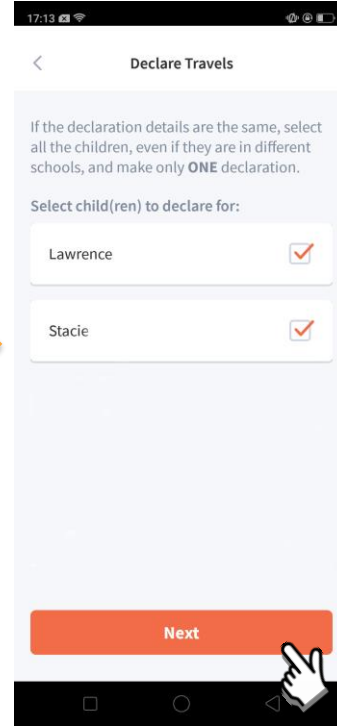 17:13
Declare Travels
If the declaration details are the same, select
all the children, even if they are in different
schools, and make only ONE declaration.
Select child(ren) to declare for:
Lawrence
Stacie
Next